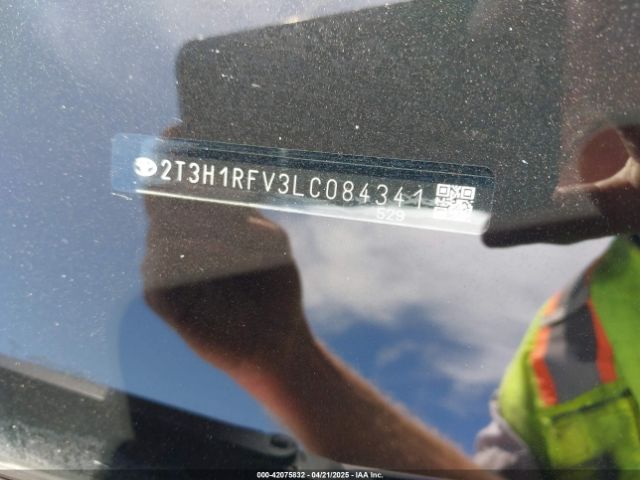 2T3H1RFV3LC084341
529
000-42075832 - 04/21/2025 - IAA Inc.